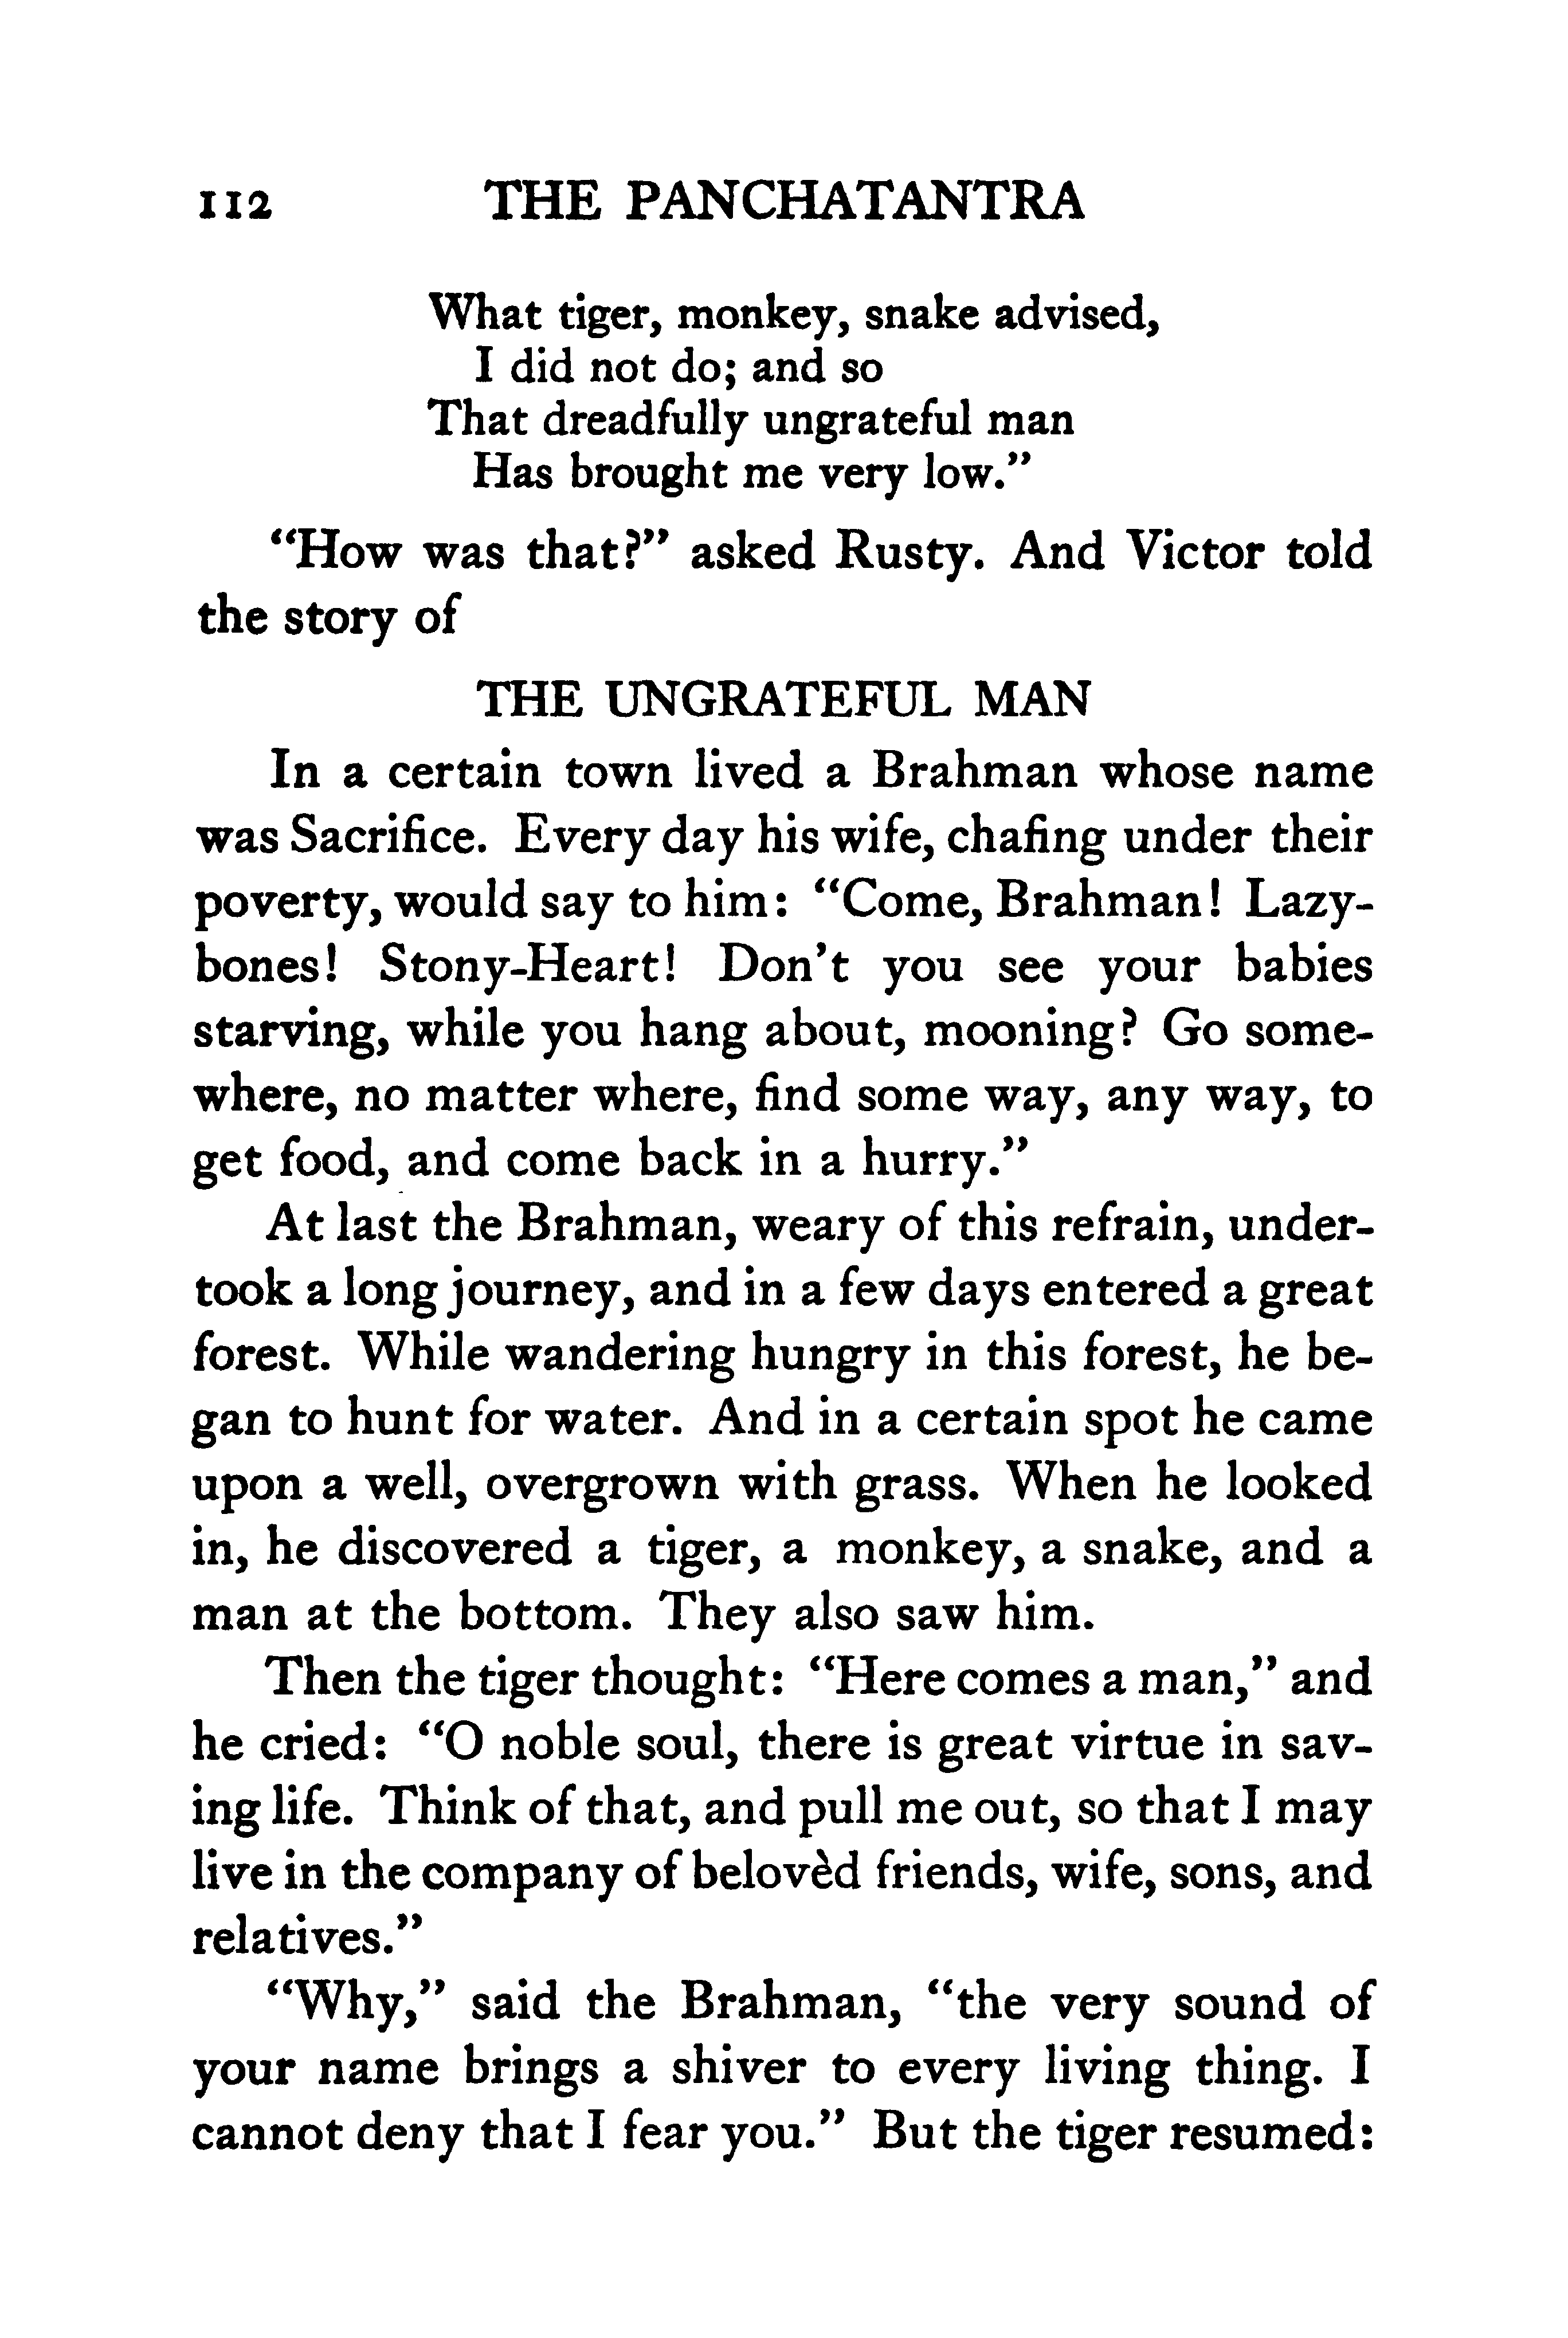 112 THE PANCHATANTRA
What tiger, monkey, snake advised,
I did not do; and so
That dreadfully ungrateful man
Has brought me very low.”
“How was that?” asked Rusty. And Victor told
the story of
THE UNGRATEFUL MAN
In a certain town lived a Brahman whose name
was Sacrifice. Every day his wife, chafing under their
poverty, would say to him: “Come, Brahman! Lazy-
bones! Stony-Heart! Don’t you see your babies
starving, while you hang about, mooning? Go some-
where, no matter where, find some way, any way, to
get food, and come back in a hurry.”
At last the Brahman, weary of this refrain, under-
took a long journey, and in a few days entered a great
forest. While wandering hungry in this forest, he be-
gan to hunt for water. And in a certain spot he came
upon a well, overgrown with grass. When he looked
in, he discovered a tiger, a monkey, a snake, and a
man at the bottom. They also saw him.
Then the tiger thought: “Here comes a man,” and
he cried: “O noble soul, there is great virtue in sav-
ing life. Think of that, and pull me out, so that I may
live in the company of belovèd friends, wife, sons, and
relatives.”
“Why,” said the Brahman, “the very sound of
your name brings a shiver to every living thing. I
cannot deny that I fear you.” But the tiger resumed: